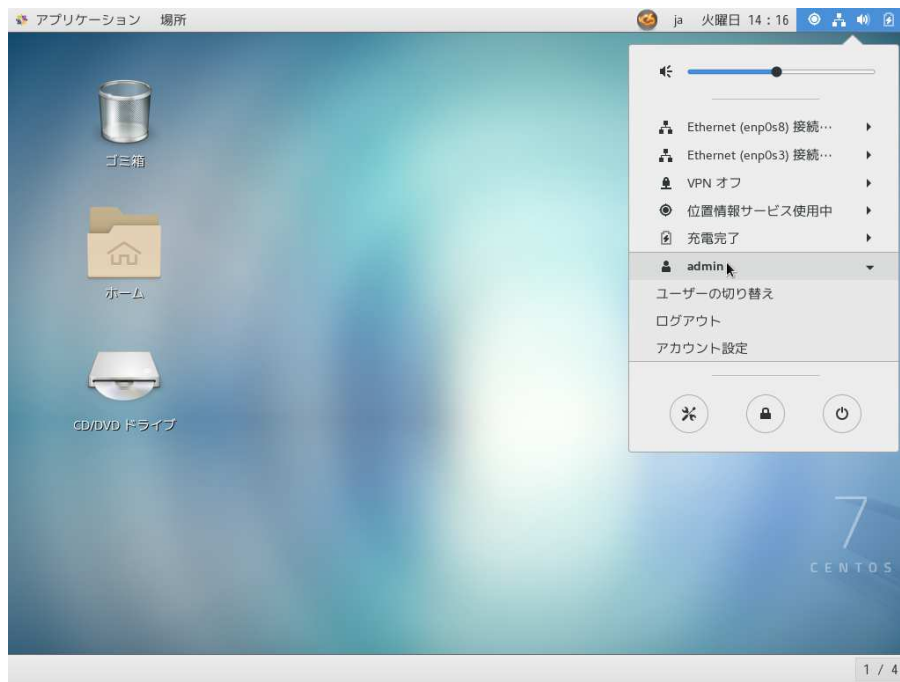 アプリケーション 場所 ja 火曜日 14：16
Ethernet (enp0s8) 接続…
Ethernet (enp0s3) 接続…
VPN オフ
位置情報サービス使用中
充電完了
admin
ユーザーの切り替え
ログアウト
アカウント設定
ゴミ箱
ホーム
CD/DVD ドライブ
7
CENTOS
1 / 4